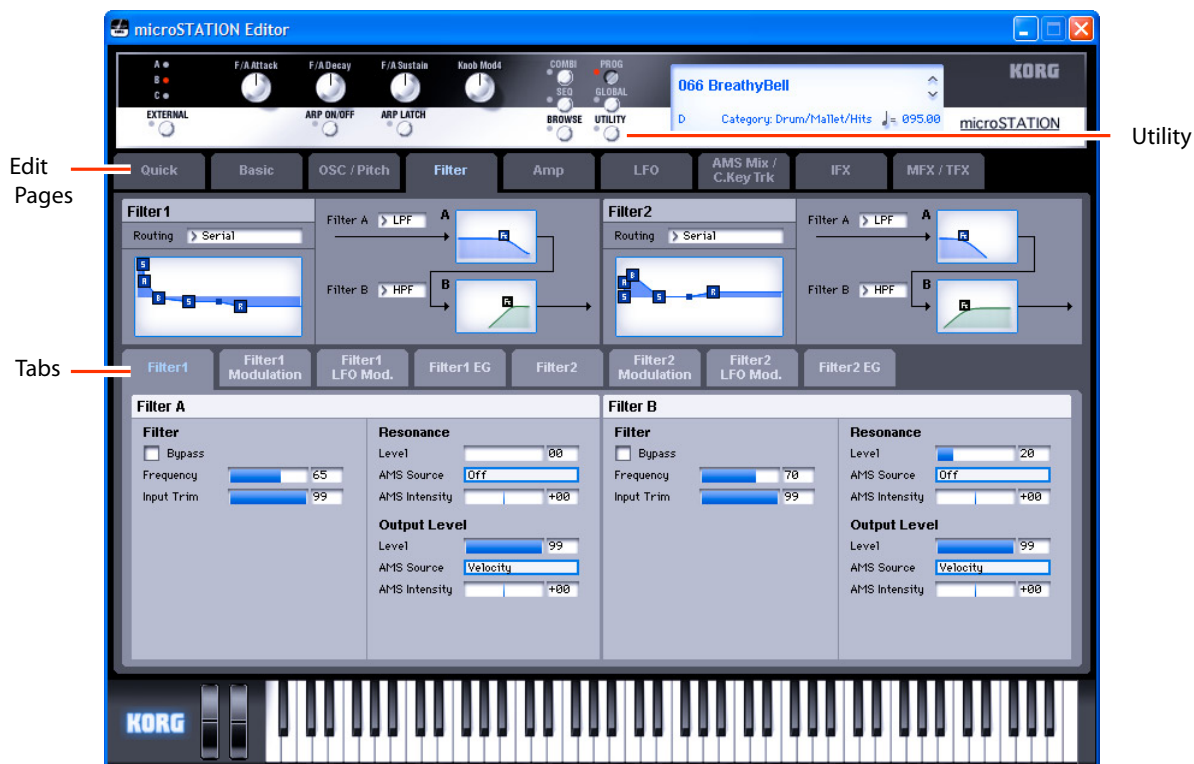 microSTATION Editor
A
B
C
F/A Attack F/A Decay F/A Sustain Knob Mod4
COMBI PROG
SEQ GLOBAL
EXTERNAL ARP ON/OFF ARP LATCH BROWSE UTILITY
066 BreathyBell
D Category: Drum/Mallet/Hits ♩= 095.00
KORG
microSTATION
Utility
Edit
Pages
Quick Basic OSC / Pitch Filter Amp LFO AMS Mix / C.Key Trk IFX MFX / TFX
Filter1
Routing Serial
S
R
B
S
R
Filter A LPF A
Fc
Filter B HPF B
Fc
Filter2
Routing Serial
B
R
S
S
R
Filter A LPF A
Fc
Filter B HPF B
Fc
Tabs
Filter1 Filter1 Modulation Filter1 LFO Mod. Filter1 EG Filter2 Filter2 Modulation Filter2 LFO Mod. Filter2 EG
Filter A
Filter
Bypass
Frequency 65
Input Trim 99
Resonance
Level 00
AMS Source Off
AMS Intensity +00
Output Level
Level 99
AMS Source Velocity
AMS Intensity +00
Filter B
Filter
Bypass
Frequency 70
Input Trim 99
Resonance
Level 20
AMS Source Off
AMS Intensity +00
Output Level
Level 99
AMS Source Velocity
AMS Intensity +00
KORG